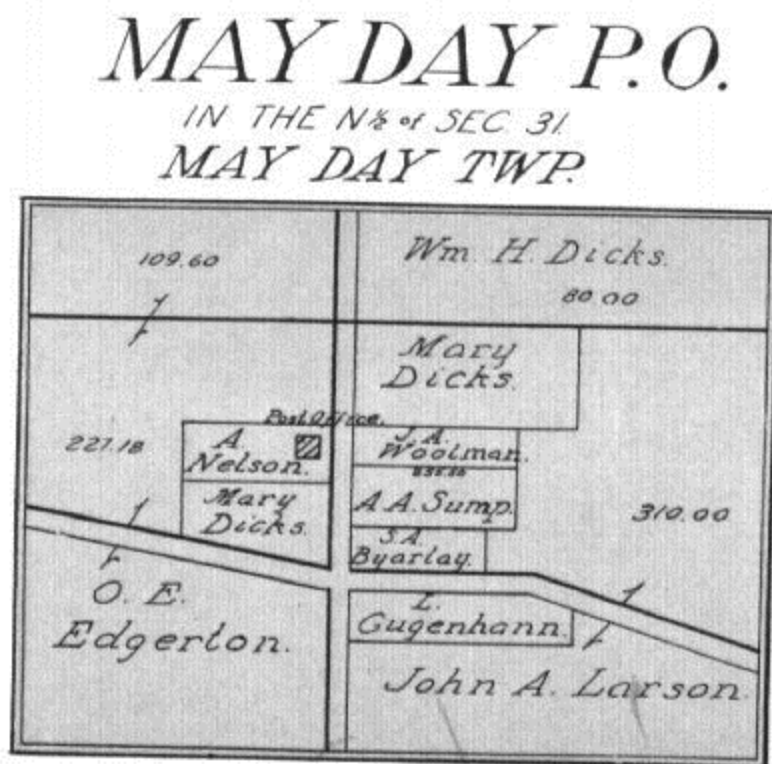 MAY DAY P.O.
IN THE N½ of SEC. 31.
MAY DAY TWP.
109.60
Wm. H. Dicks.
80.00
Mary
Dicks.
Post Office.
227.18
A.
Nelson.
J. A.
Woolman.
Mary
Dicks.
A. A. Sump.
310.00
S. A.
Byarlay.
O. E.
Edgerton.
L.
Gugenhann.
John A. Larson.